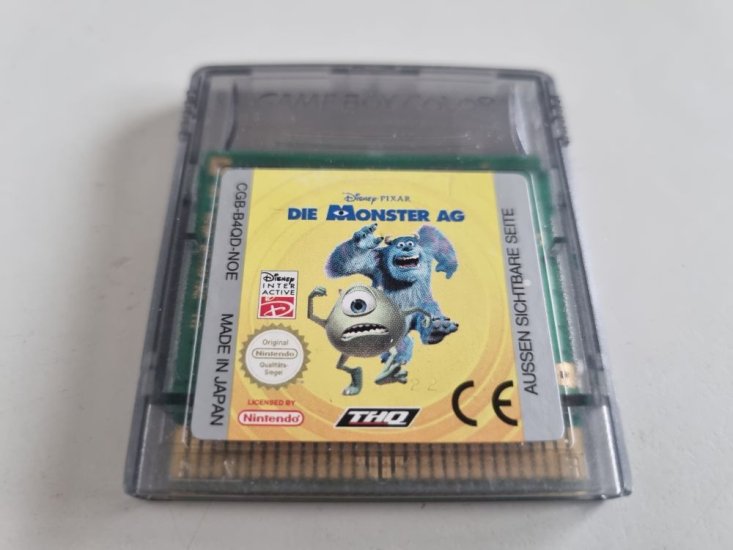 GAME BOY COLOR
CGB-B4QD-NOE
MADE IN JAPAN
Disney·PIXAR
DIE MONSTER AG
Disney
INTER
ACTIVE
Original
Nintendo
Qualitäts-
Siegel
LICENSED BY
Nintendo
THQ
CE
22
AUSSEN SICHTBARE SEITE